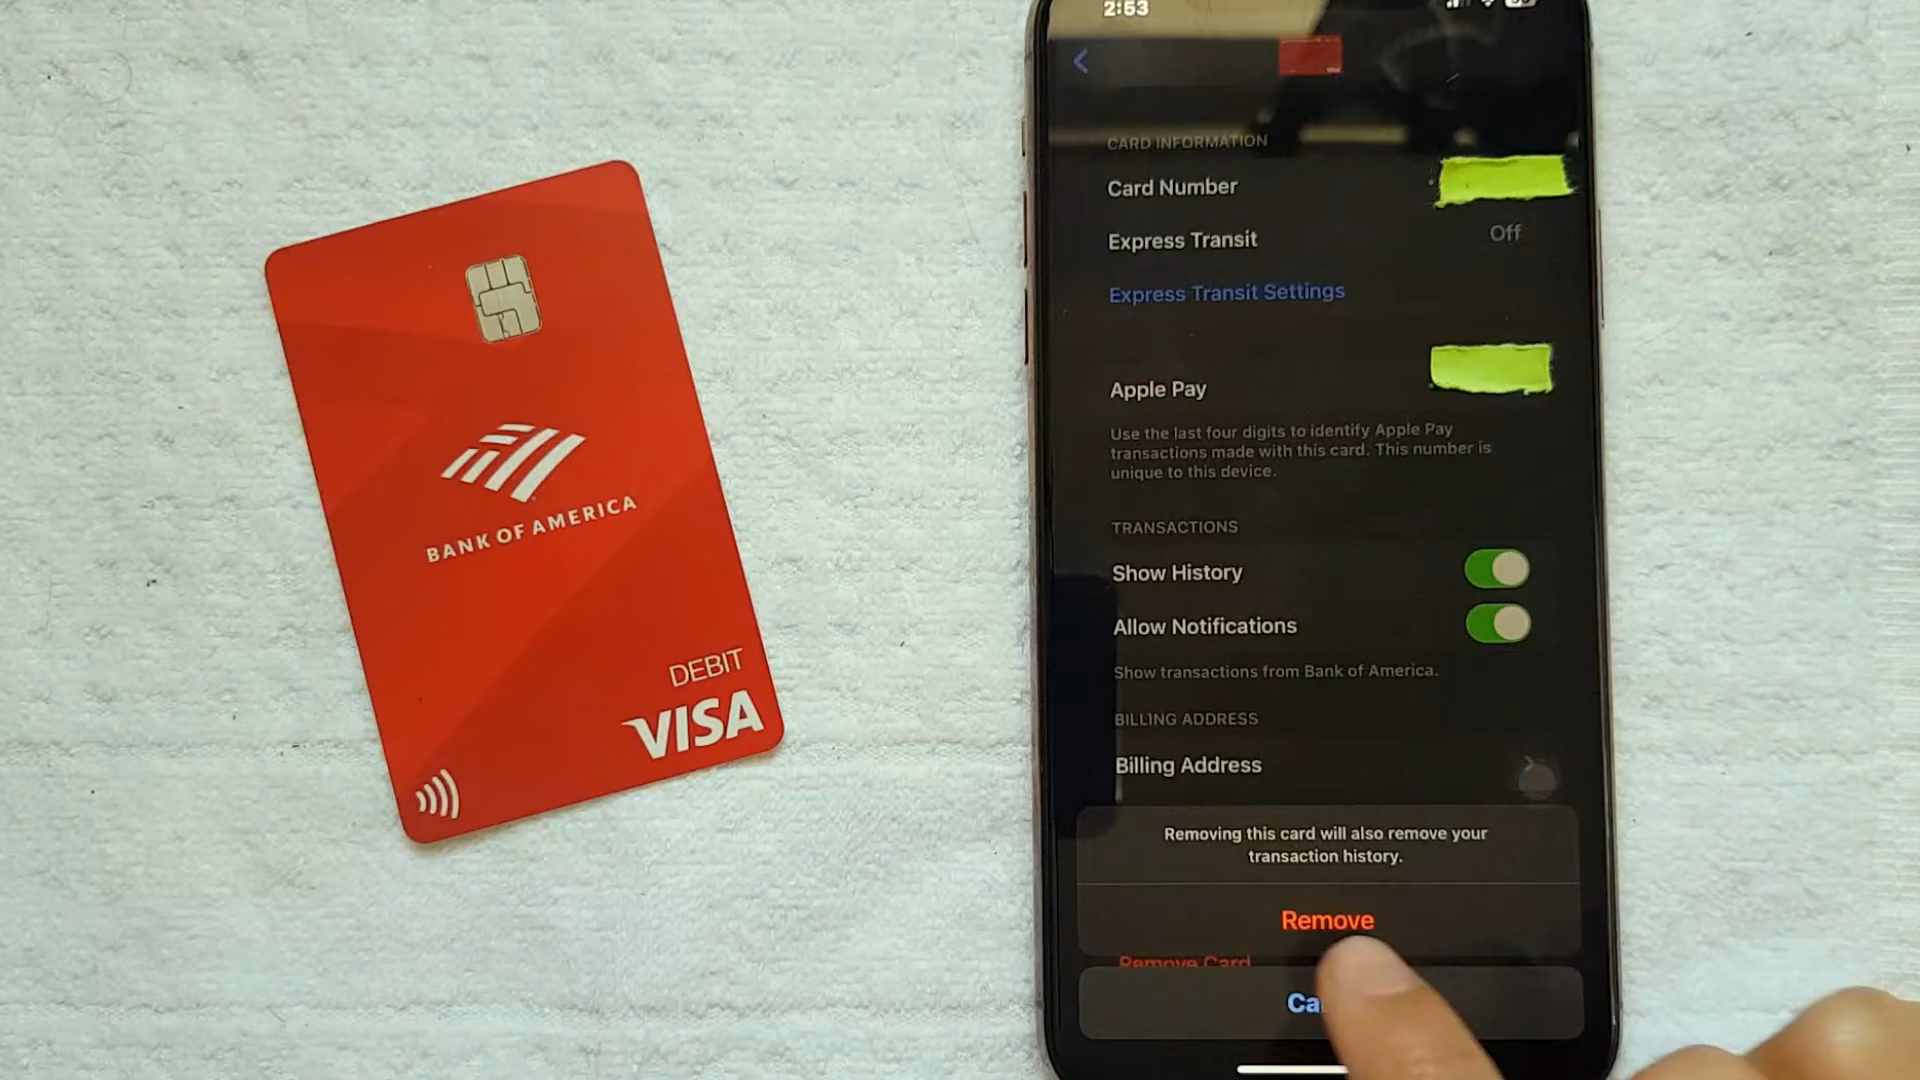 BANK OF AMERICA
DEBIT
VISA
2:53
CARD INFORMATION
Card Number
Express Transit
Off
Express Transit Settings
Apple Pay
Use the last four digits to identify Apple Pay
transactions made with this card. This number is
unique to this device.
TRANSACTIONS
Show History
Allow Notifications
Show transactions from Bank of America.
BILLING ADDRESS
Billing Address
Removing this card will also remove your
transaction history.
Remove
Remove Card
Ca